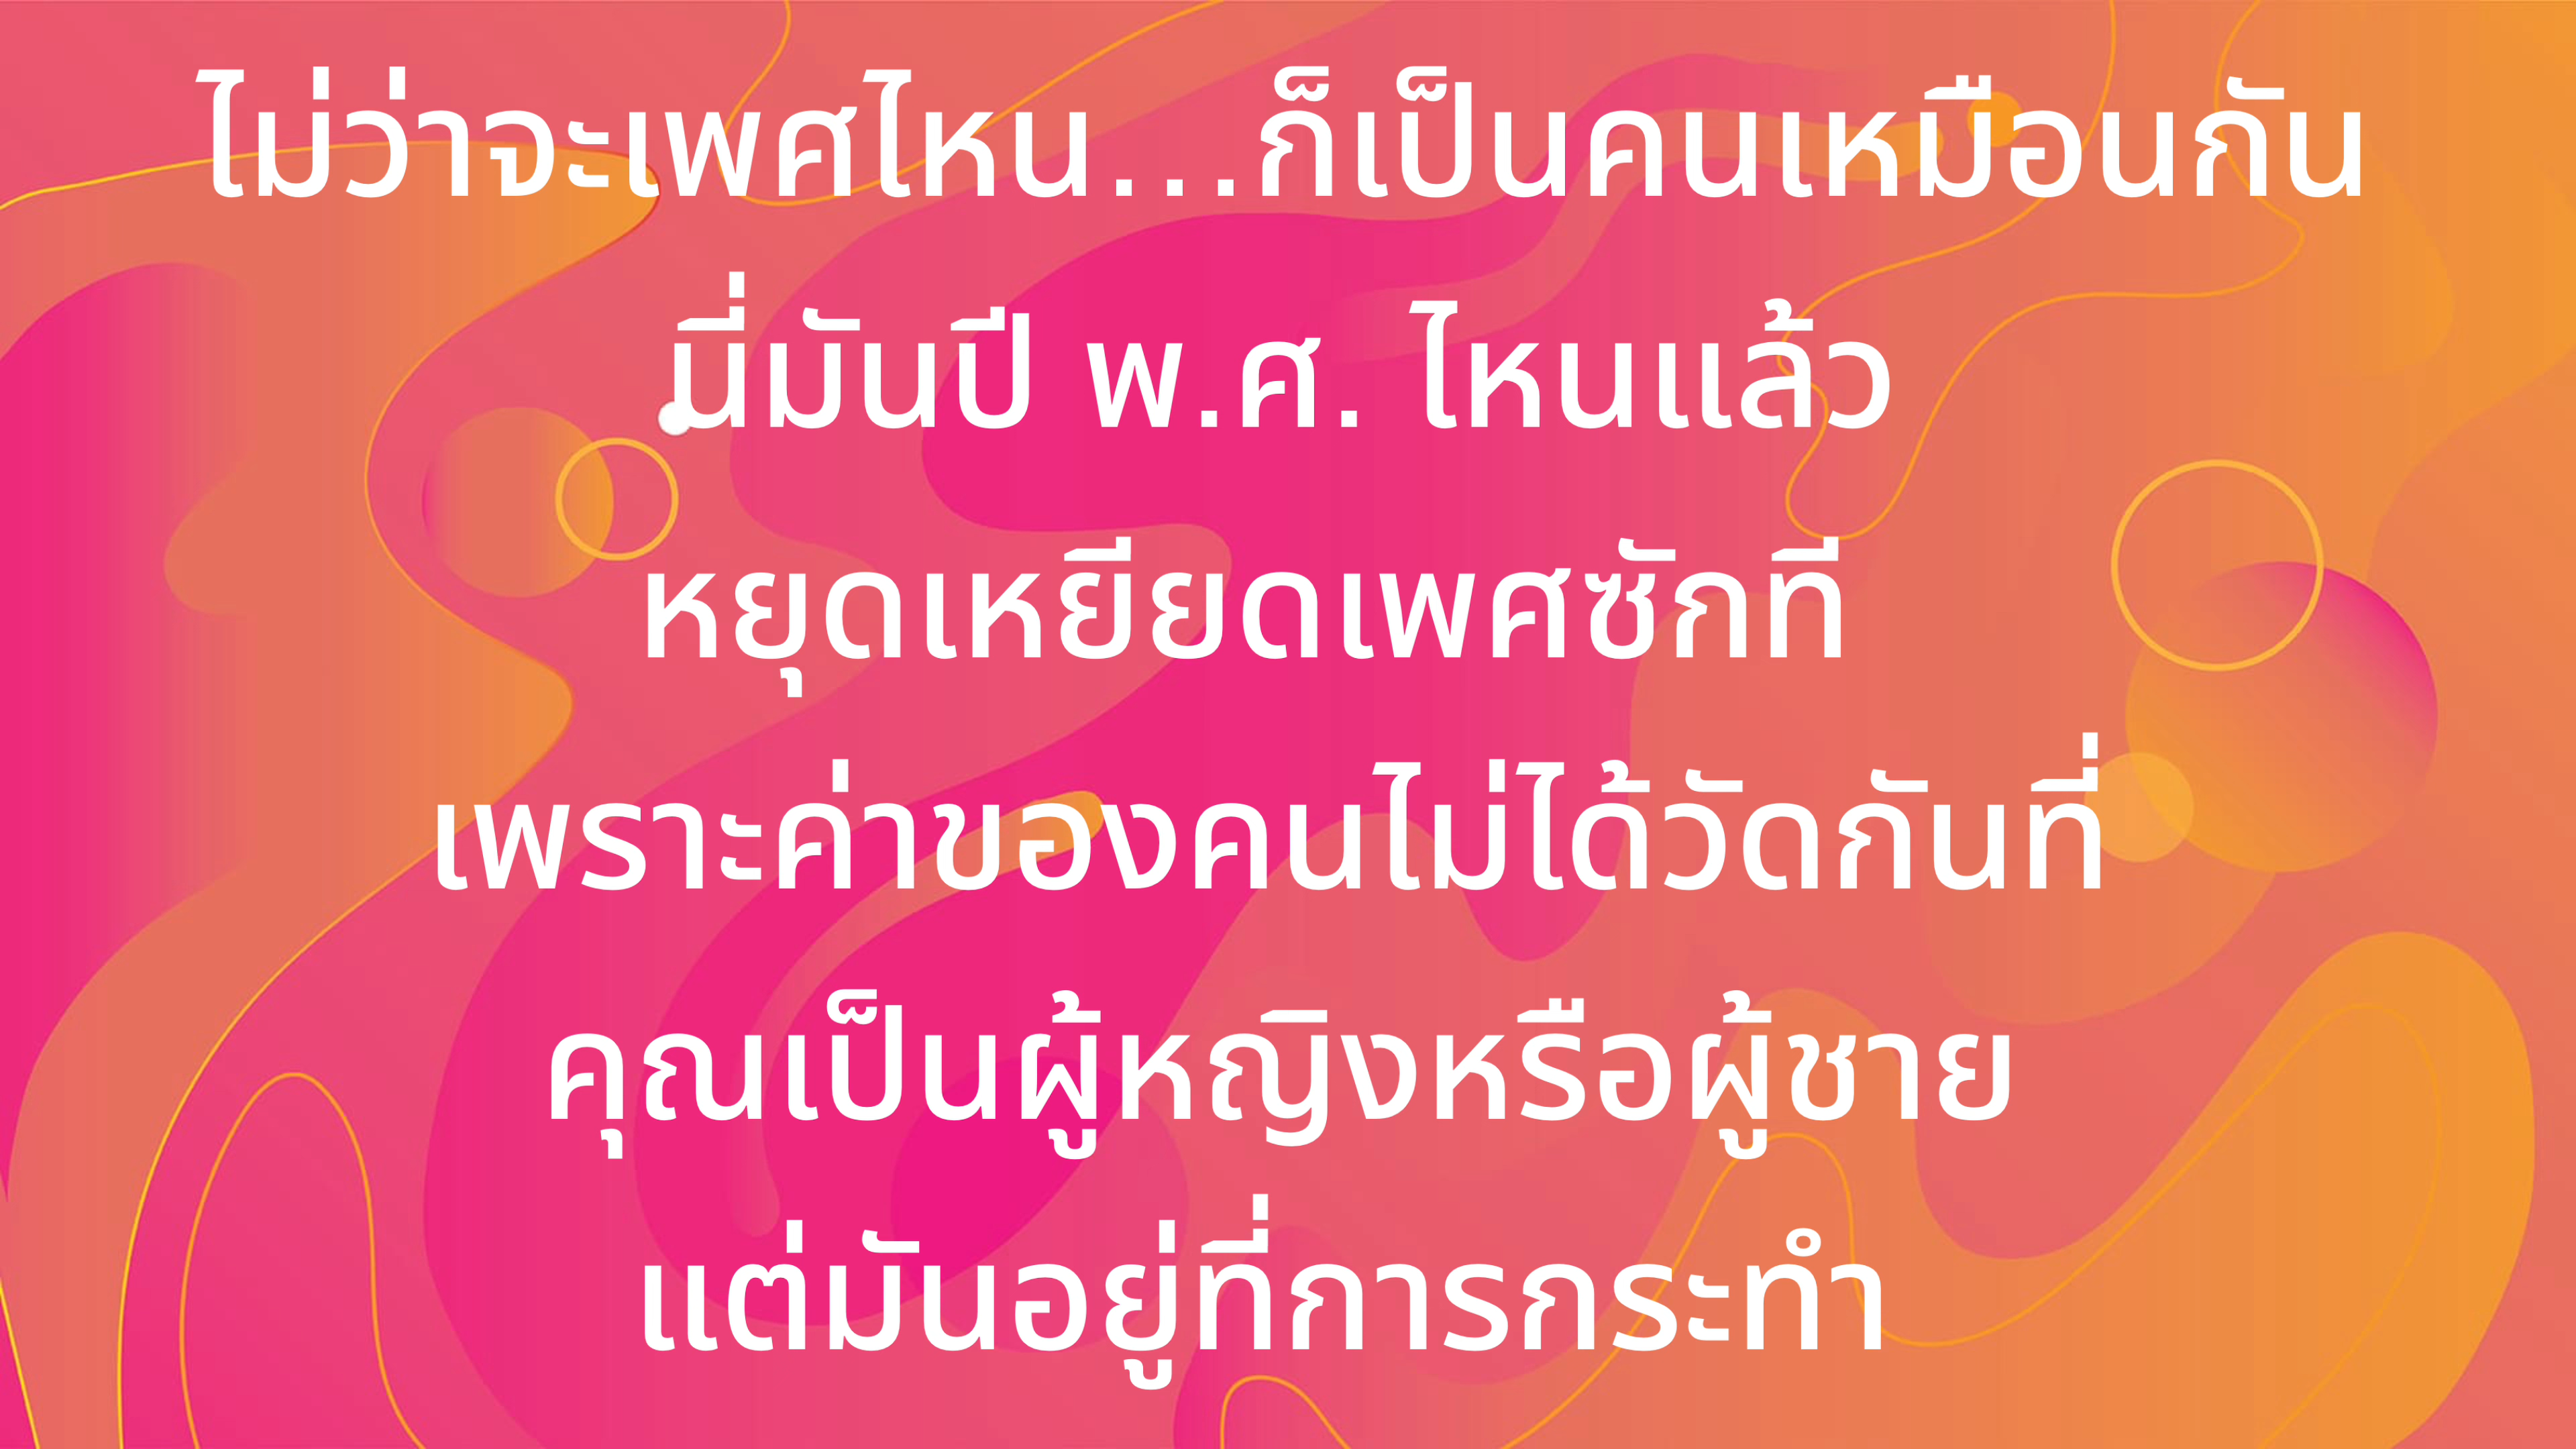 ไม่ว่าจะเพศไหน...ก็เป็นคนเหมือนกัน
นี่มันปี พ.ศ. ไหนแล้ว
หยุดเหยียดเพศซักที
เพราะค่าของคนไม่ได้วัดกันที่
คุณเป็นผู้หญิงหรือผู้ชาย
แต่มันอยู่ที่การกระทำ